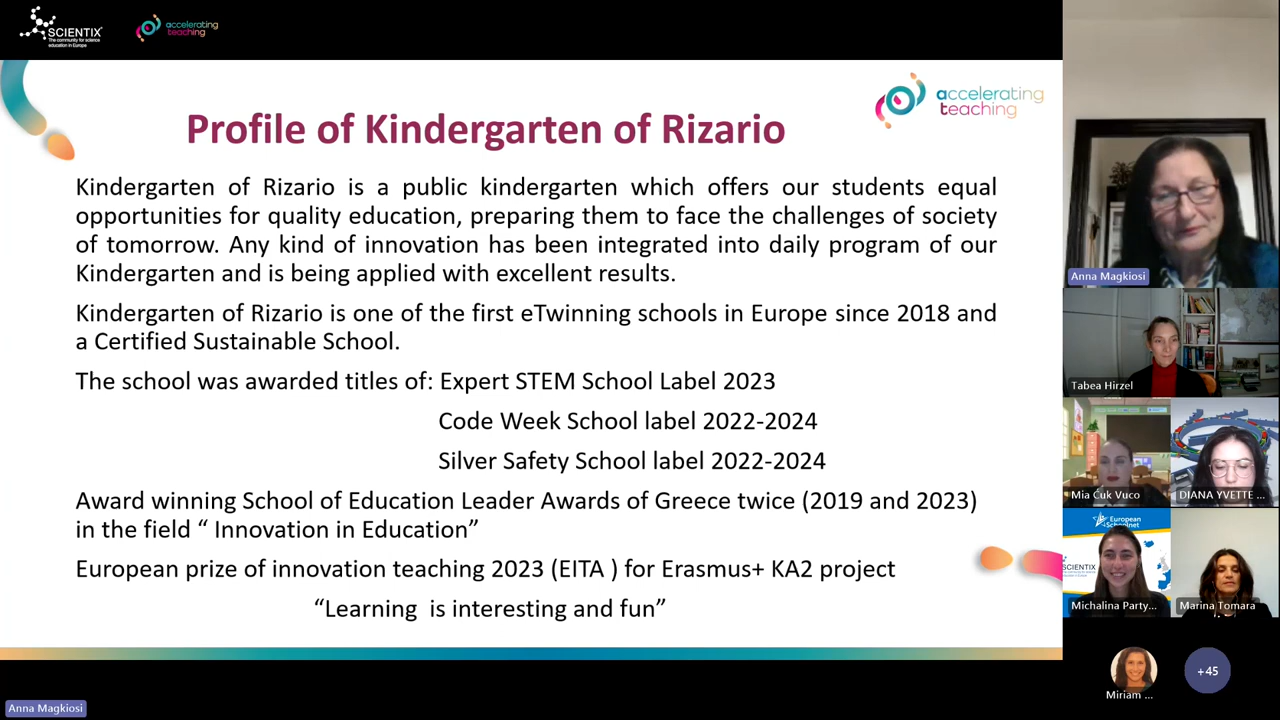 SCIENTIX
The community for science
education in Europe
accelerating
teaching
accelerating
teaching
Profile of Kindergarten of Rizario
Kindergarten of Rizario is a public kindergarten which offers our students equal
opportunities for quality education, preparing them to face the challenges of society
of tomorrow. Any kind of innovation has been integrated into daily program of our
Kindergarten and is being applied with excellent results.
Kindergarten of Rizario is one of the first eTwinning schools in Europe since 2018 and
a Certified Sustainable School.
The school was awarded titles of: Expert STEM School Label 2023
Code Week School label 2022-2024
Silver Safety School label 2022-2024
Award winning School of Education Leader Awards of Greece twice (2019 and 2023)
in the field “ Innovation in Education”
European prize of innovation teaching 2023 (EITA ) for Erasmus+ KA2 project
“Learning  is interesting and fun”
Anna Magkiosi
Anna Magkiosi
Tabea Hirzel
Mia Ćuk Vuco
DIANA YVETTE ...
European
Schoolnet
SCIENTIX
Michalina Party...
Marina Tomara
Miriam ...
+45